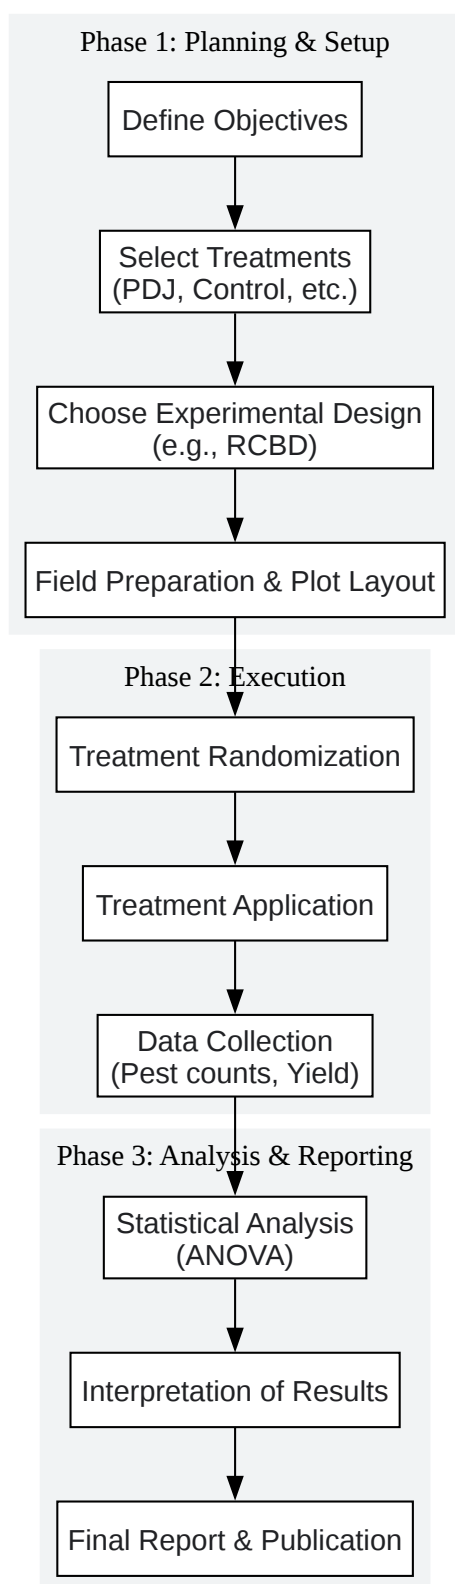 Phase 1: Planning & Setup
Define Objectives
Select Treatments
(PDJ, Control, etc.)
Choose Experimental Design
(e.g., RCBD)
Field Preparation & Plot Layout
Phase 2: Execution
Treatment Randomization
Treatment Application
Data Collection
(Pest counts, Yield)
Phase 3: Analysis & Reporting
Statistical Analysis
(ANOVA)
Interpretation of Results
Final Report & Publication